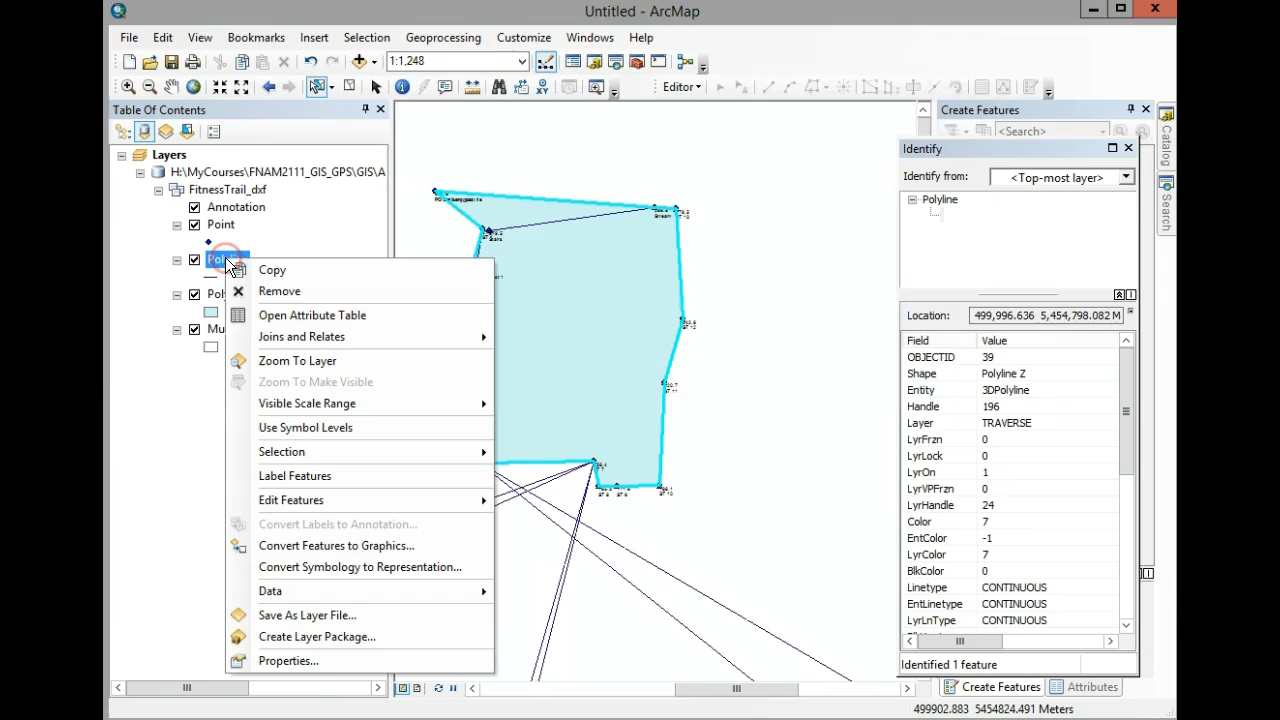 Untitled - ArcMap
File Edit View Bookmarks Insert Selection Geoprocessing Customize Windows Help
1:1,248
Editor
Table Of Contents
Create Features
<Search>
Catalog
Search
Layers
H:\MyCourses\FNAM2111_GIS_GPS\GIS\A
FitnessTrail_dxf
Annotation
Point
Copy
Remove
Open Attribute Table
Joins and Relates
Zoom To Layer
Zoom To Make Visible
Visible Scale Range
Use Symbol Levels
Selection
Label Features
Edit Features
Convert Labels to Annotation...
Convert Features to Graphics...
Convert Symbology to Representation...
Data
Save As Layer File...
Create Layer Package...
Properties...
Identify
Identify from: <Top-most layer>
Polyline
Location: 499,996.636 5,454,798.082 M
Field Value
OBJECTID 39
Shape Polyline Z
Entity 3DPolyline
Handle 196
Layer TRAVERSE
LyrFrzn 0
LyrLock 0
LyrOn 1
LyrVPFrzn 0
LyrHandle 24
Color 7
EntColor -1
LyrColor 7
BlkColor 0
Linetype CONTINUOUS
EntLinetype CONTINUOUS
LyrLnType CONTINUOUS
Identified 1 feature
Create Features Attributes
499902.883 5454824.491 Meters